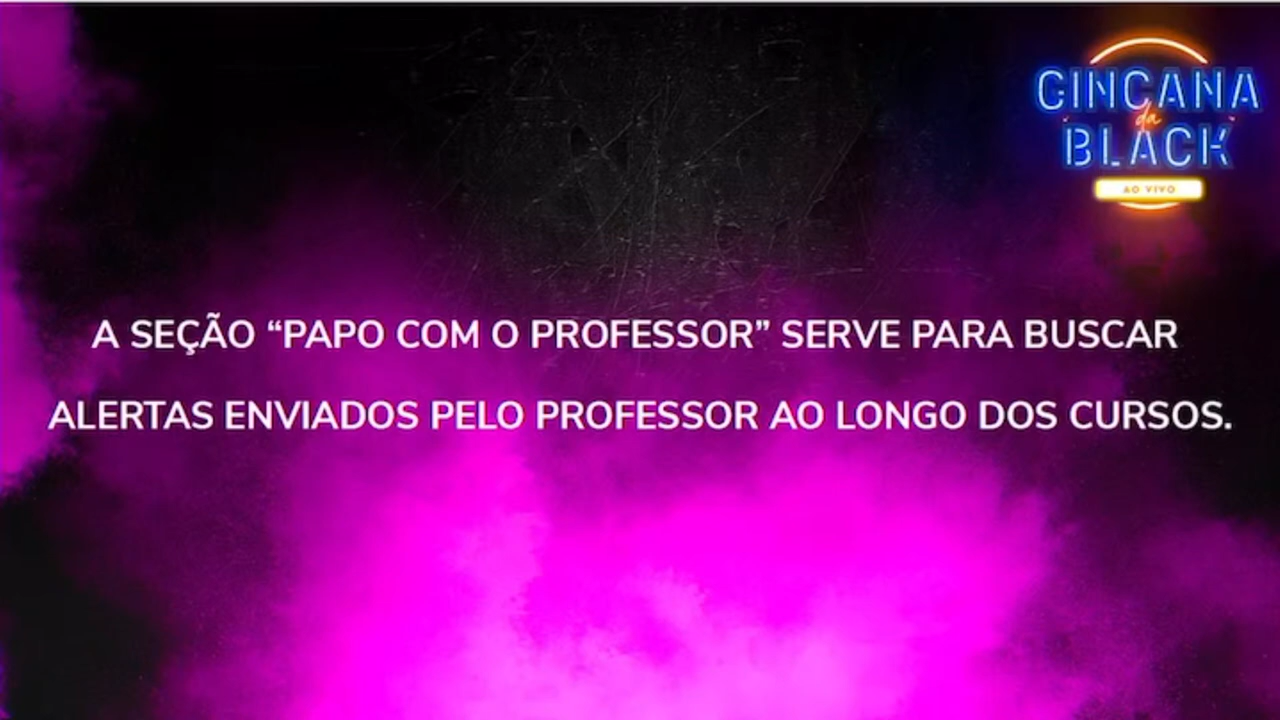 GINCANA
da
BLACK
AO VIVO
A SEÇÃO “PAPO COM O PROFESSOR” SERVE PARA BUSCAR
ALERTAS ENVIADOS PELO PROFESSOR AO LONGO DOS CURSOS.